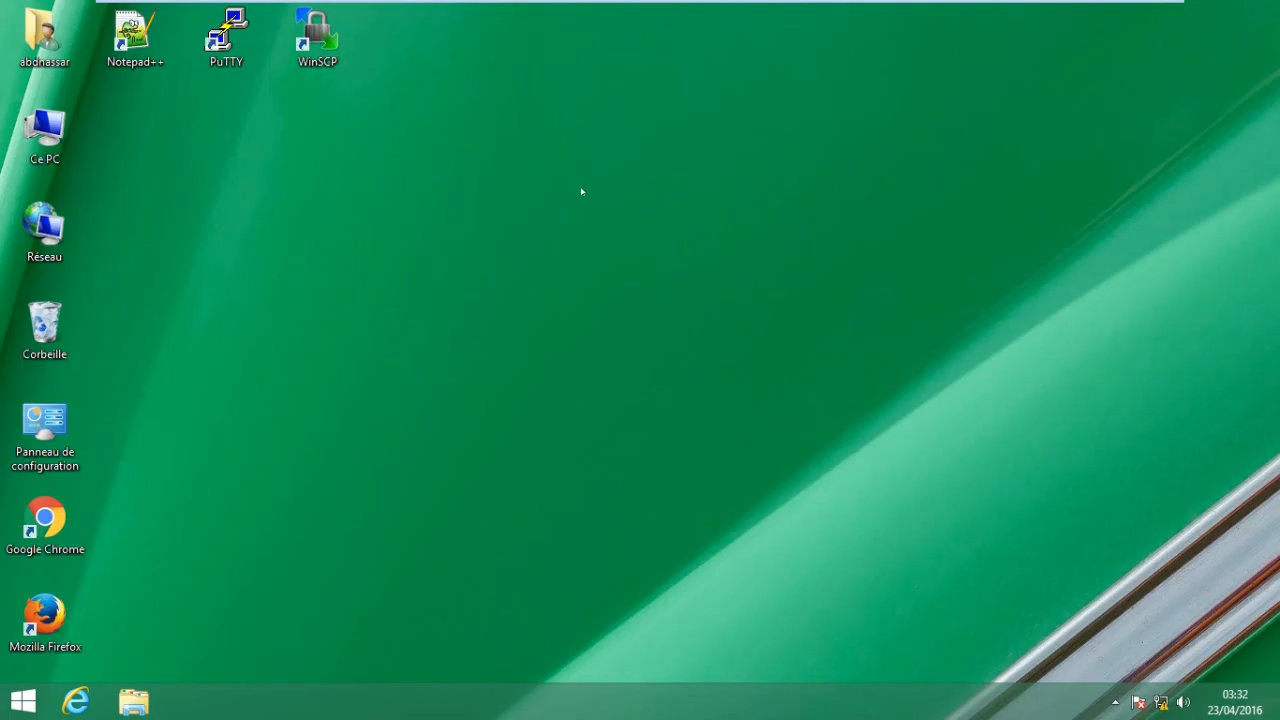 abdnassar
Notepad++
PuTTY
WinSCP
Ce PC
Réseau
Corbeille
Panneau de
configuration
Google Chrome
Mozilla Firefox
03:32
23/04/2016